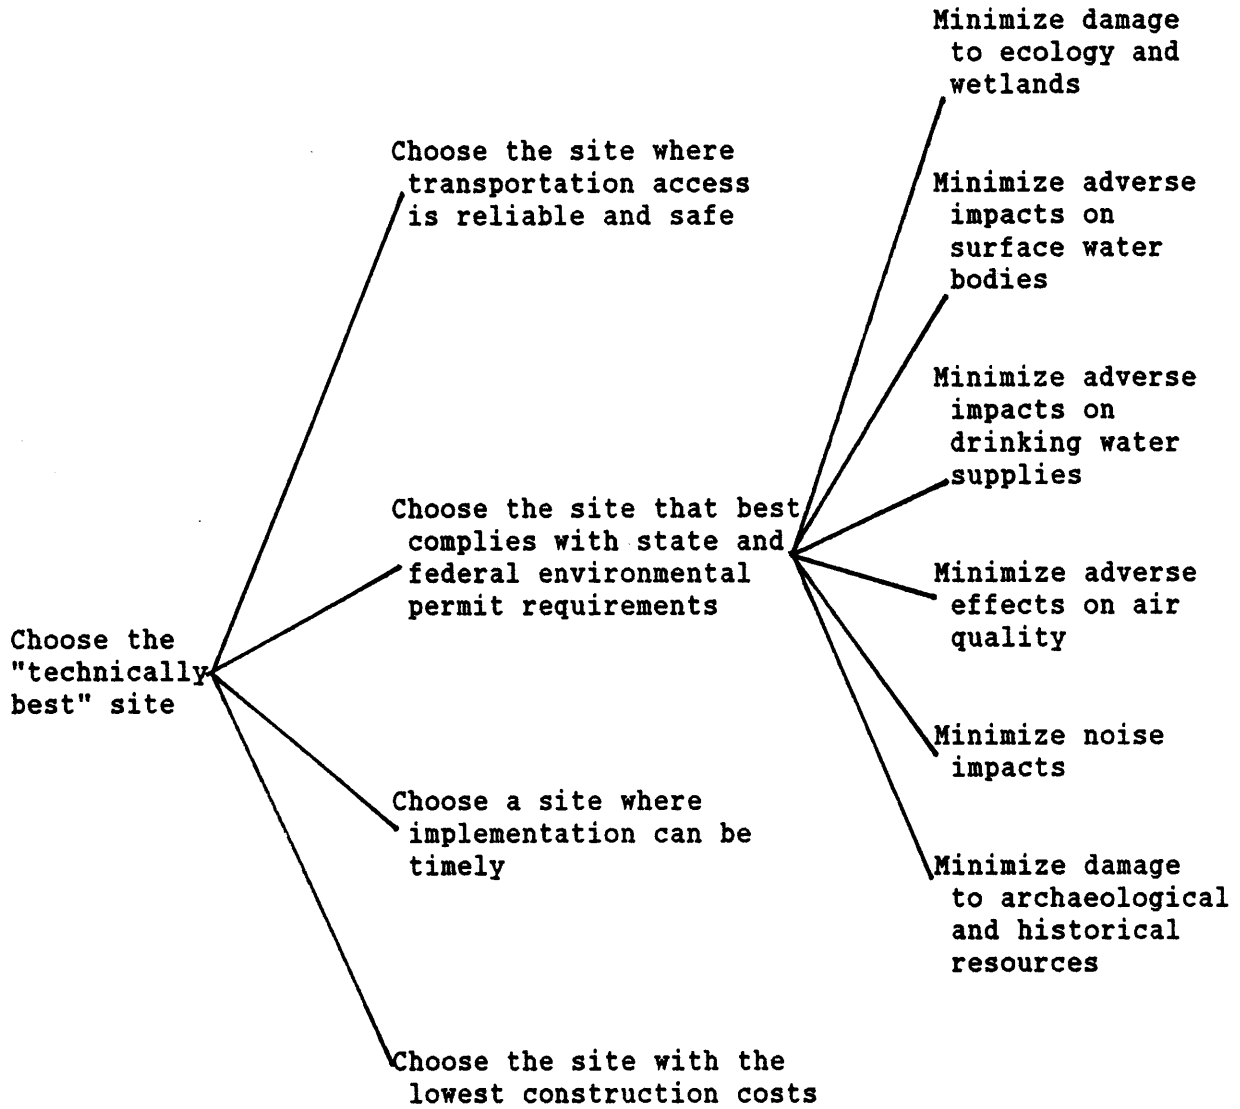 Choose the
"technically
best" site
Choose the site where
transportation access
is reliable and safe
Choose the site that best
complies with state and
federal environmental
permit requirements
Choose a site where
implementation can be
timely
Choose the site with the
lowest construction costs
Minimize damage
to ecology and
wetlands
Minimize adverse
impacts on
surface water
bodies
Minimize adverse
impacts on
drinking water
supplies
Minimize adverse
effects on air
quality
Minimize noise
impacts
Minimize damage
to archaeological
and historical
resources